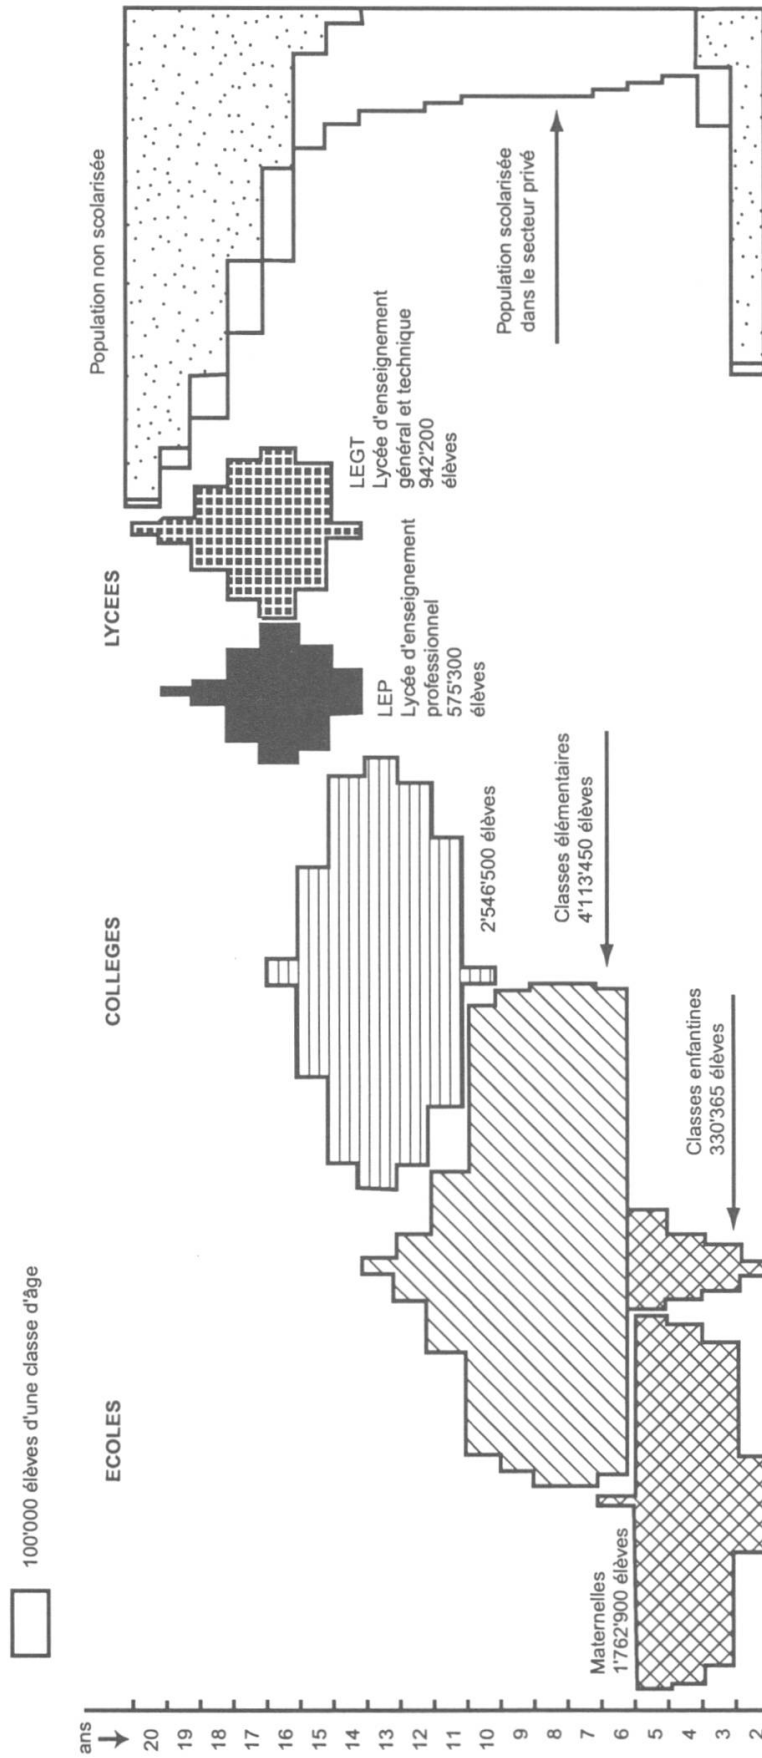 100'000 élèves d'une classe d'âge
ECOLES
COLLEGES
LYCEES
Population non scolarisée
LEGT
Lycée d'enseignement
général et technique
942'200
élèves
LEP
Lycée d'enseignement
professionnel
575'300
élèves
2'546'500 élèves
Population scolarisée
dans le secteur privé
Classes élémentaires
4'113'450 élèves
Classes enfantines
330'365 élèves
Maternelles
1'762'900 élèves
ans
20
19
18
17
16
15
14
13
12
11
10
9
8
7
6
5
4
3
2